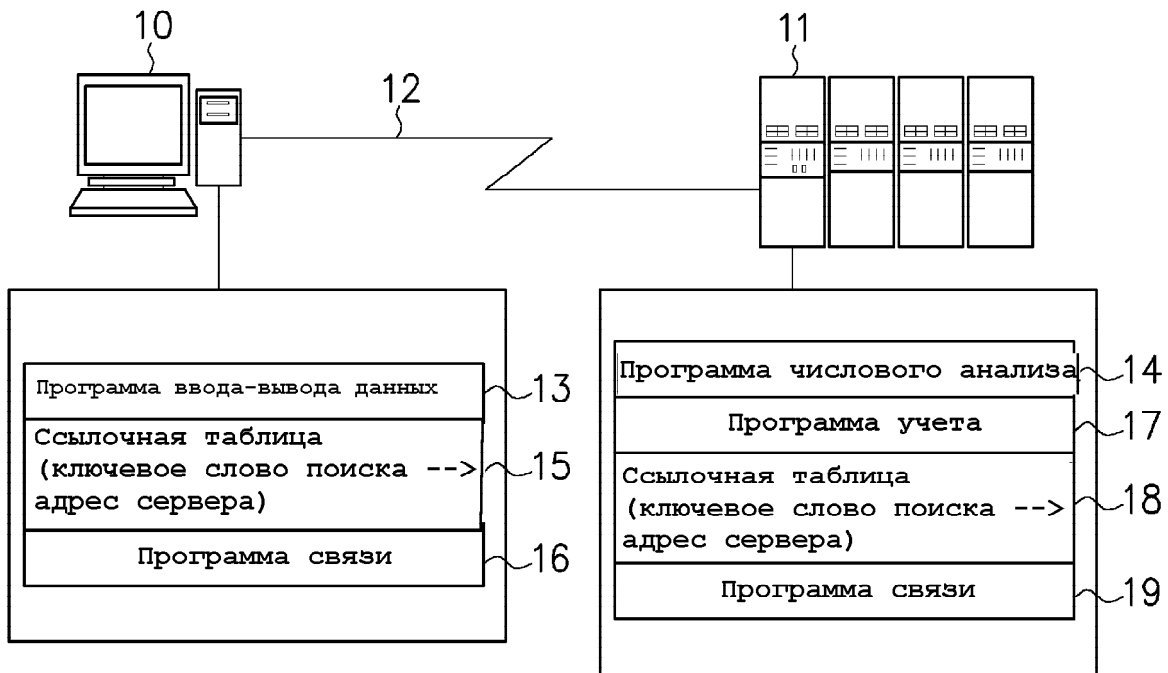 10
11
12
Программа ввода-вывода данных
13
Ссылочная таблица
(ключевое слово поиска -->
адрес сервера)
15
Программа связи
16
Программа числового анализа
14
Программа учета
17
Ссылочная таблица
(ключевое слово поиска -->
адрес сервера)
18
Программа связи
19